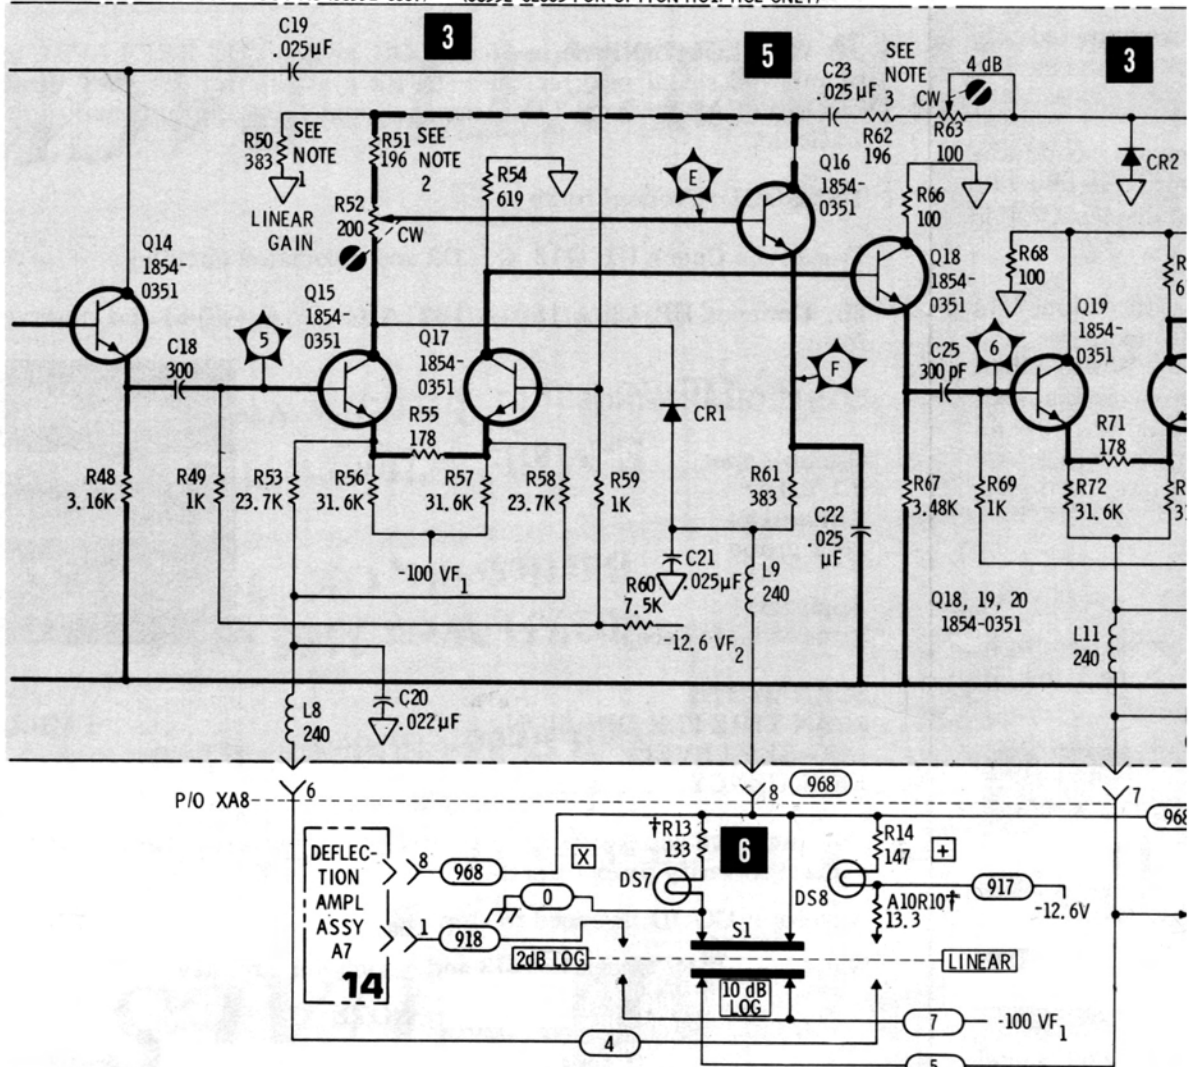 C19
.025µF
3
5
3
R50
383
SEE
NOTE
1
R51
196
SEE
NOTE
2
R54
619
LINEAR
GAIN
R52
200
CW
E
C23
.025 µF
SEE
NOTE
3
CW
4 dB
R62
196
R63
100
CR2
Q16
1854-
0351
R66
100
Q14
1854-
0351
Q15
1854-
0351
Q17
1854-
0351
Q18
1854-
0351
R68
100
Q19
1854-
0351
C18
300
5
R55
178
CR1
F
C25
300 pF
6
R71
178
R48
3.16K
R49
1K
R53
23.7K
R56
31.6K
R57
31.6K
R58
23.7K
R59
1K
R61
383
C22
.025
µF
R67
3.48K
R69
1K
R72
31.6K
-100 VF1
C21
.025µF
R60
7.5K
-12.6 VF2
L9
240
Q18, 19, 20
1854-0351
L11
240
L8
240
C20
.022µF
P/O XA8
6
8
968
7
968
DEFLEC-
TION
AMPL
ASSY
A7
14
8
968
X
1
918
0
†R13
133
6
R14
147
+
DS7
DS8
917
-12.6V
A10R10†
13.3
S1
2dB LOG
LINEAR
10 dB
LOG
7
-100 VF1
4
5